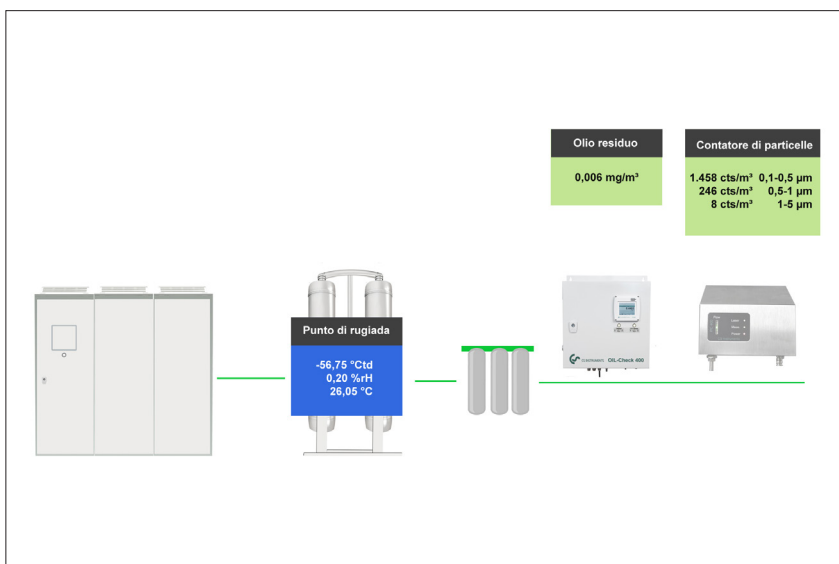 Olio residuo
0,006 mg/m³
Contatore di particelle
1.458 cts/m³ 0,1-0,5 µm
246 cts/m³ 0,5-1 µm
8 cts/m³ 1-5 µm
Punto di rugiada
-56,75 °Ctd
0,20 %rH
26,05 °C
OIL-Check 400